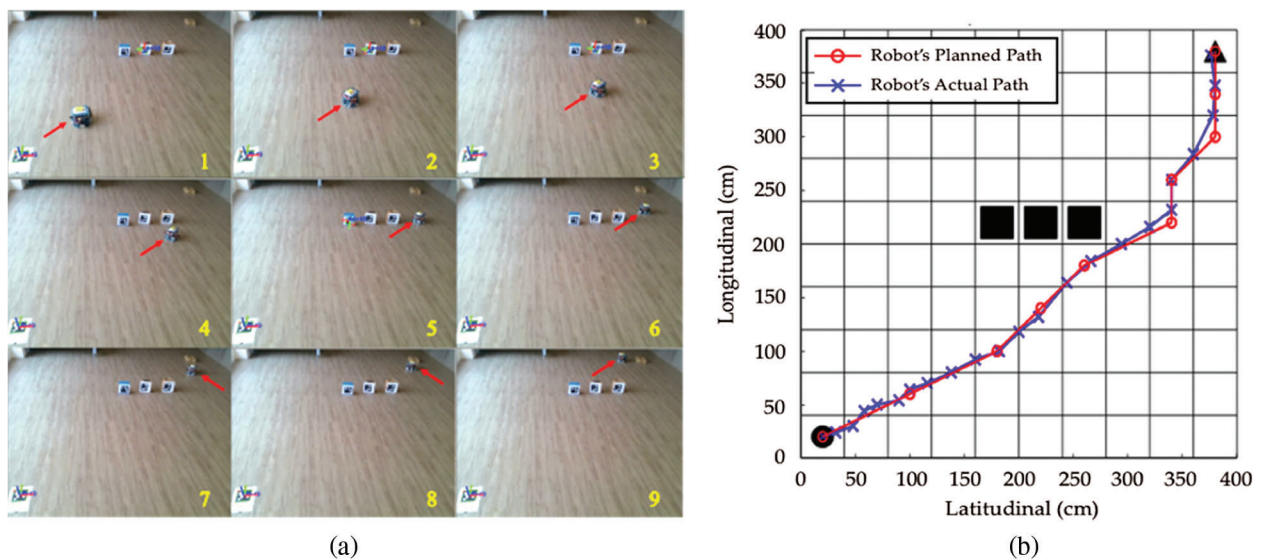 1
2
3
4
5
6
7
8
9
(a)
Robot's Planned Path
Robot's Actual Path
400
350
300
250
200
150
100
50
0
Longitudinal (cm)
0 50 100 150 200 250 300 350 400
Latitudinal (cm)
(b)